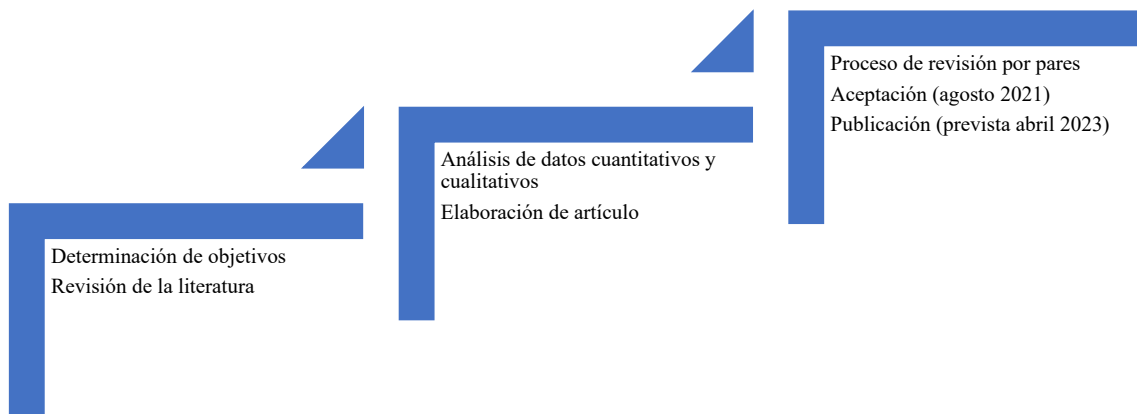 Determinación de objetivos
Revisión de la literatura
Análisis de datos cuantitativos y
cualitativos
Elaboración de artículo
Proceso de revisión por pares
Aceptación (agosto 2021)
Publicación (prevista abril 2023)